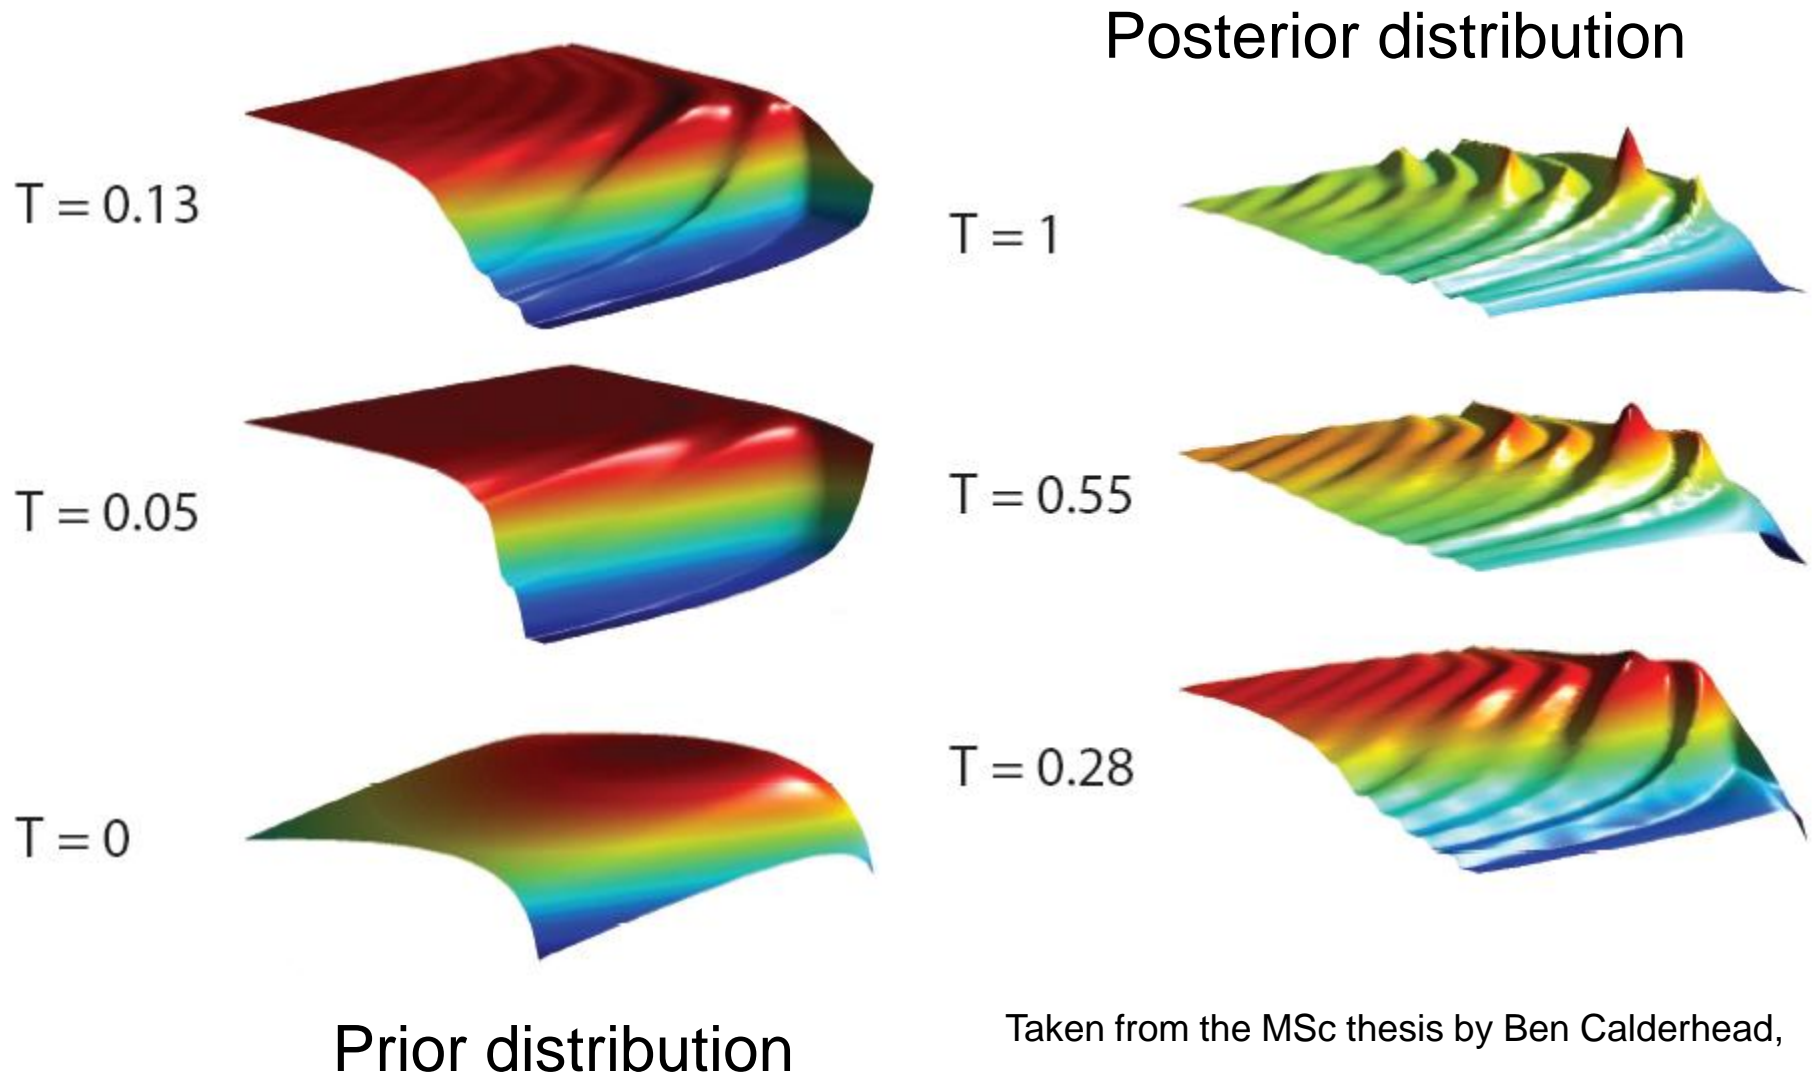 Posterior distribution
T = 0.13
T = 1
T = 0.05
T = 0.55
T = 0.28
T = 0
Prior distribution
Taken from the MSc thesis by Ben Calderhead,